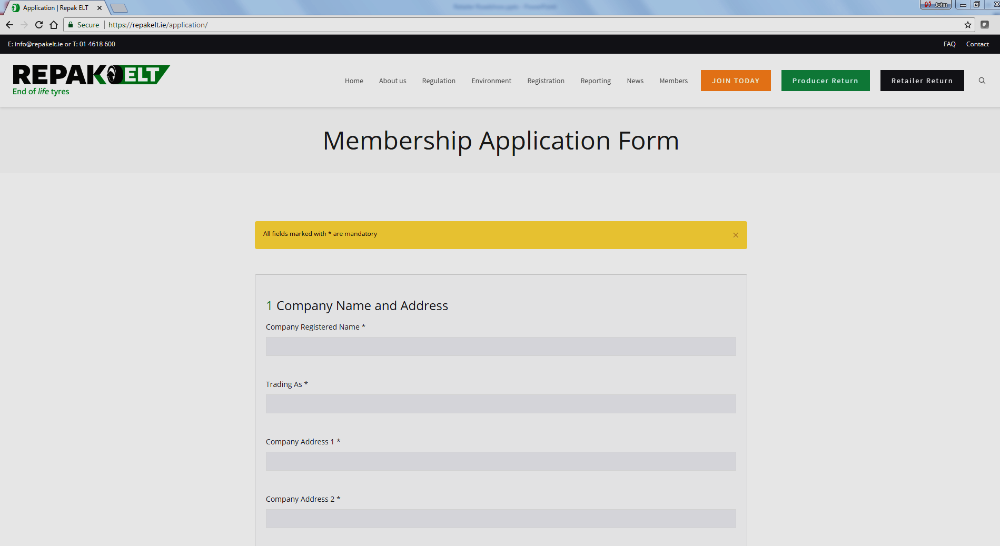 Application | Repak ELT
John
Secure
https://repakelt.ie/application/
E: info@repakelt.ie or T: 01 4618 600
FAQ
Contact
REPAK ELT
End of life tyres
Home
About us
Regulation
Environment
Registration
Reporting
News
Members
JOIN TODAY
Producer Return
Retailer Return
Membership Application Form
All fields marked with * are mandatory
1 Company Name and Address
Company Registered Name *
Trading As *
Company Address 1 *
Company Address 2 *